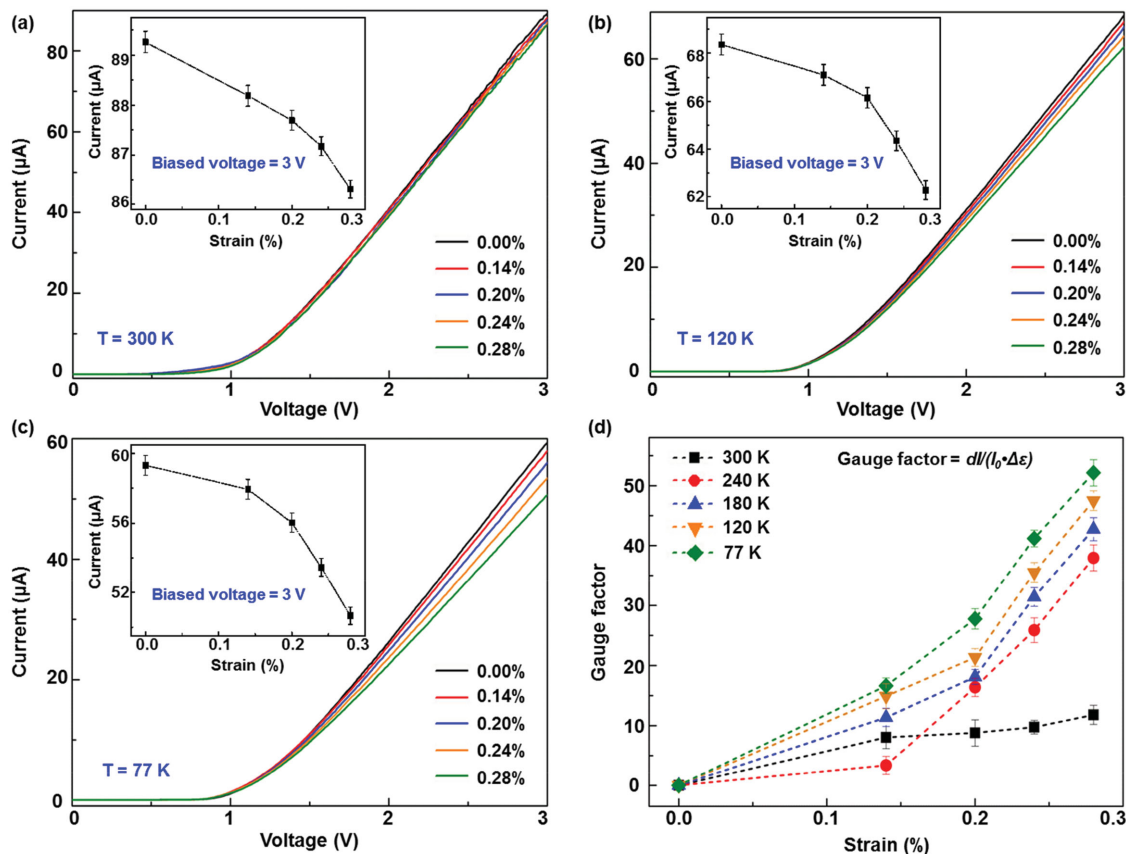 (a)
Current (µA)
80
60
40
20
0
0
1
2
3
Voltage (V)
T = 300 K
0.00%
0.14%
0.20%
0.24%
0.28%
Current (µA)
89
88
87
86
0.0
0.1
0.2
0.3
Strain (%)
Biased voltage = 3 V
(b)
Current (µA)
60
40
20
0
0
1
2
3
Voltage (V)
T = 120 K
0.00%
0.14%
0.20%
0.24%
0.28%
Current (µA)
70
68
66
64
62
0.0
0.1
0.2
0.3
Strain (%)
Biased voltage = 3 V
(c)
Current (µA)
60
40
20
0
0
1
2
3
Voltage (V)
T = 77 K
0.00%
0.14%
0.20%
0.24%
0.28%
Current (µA)
60
56
52
0.0
0.1
0.2
0.3
Strain (%)
Biased voltage = 3 V
(d)
300 K
240 K
180 K
120 K
77 K
Gauge factor = dI/(I₀•Δε)
Gauge factor
50
40
30
20
10
0
0.0
0.1
0.2
0.3
Strain (%)